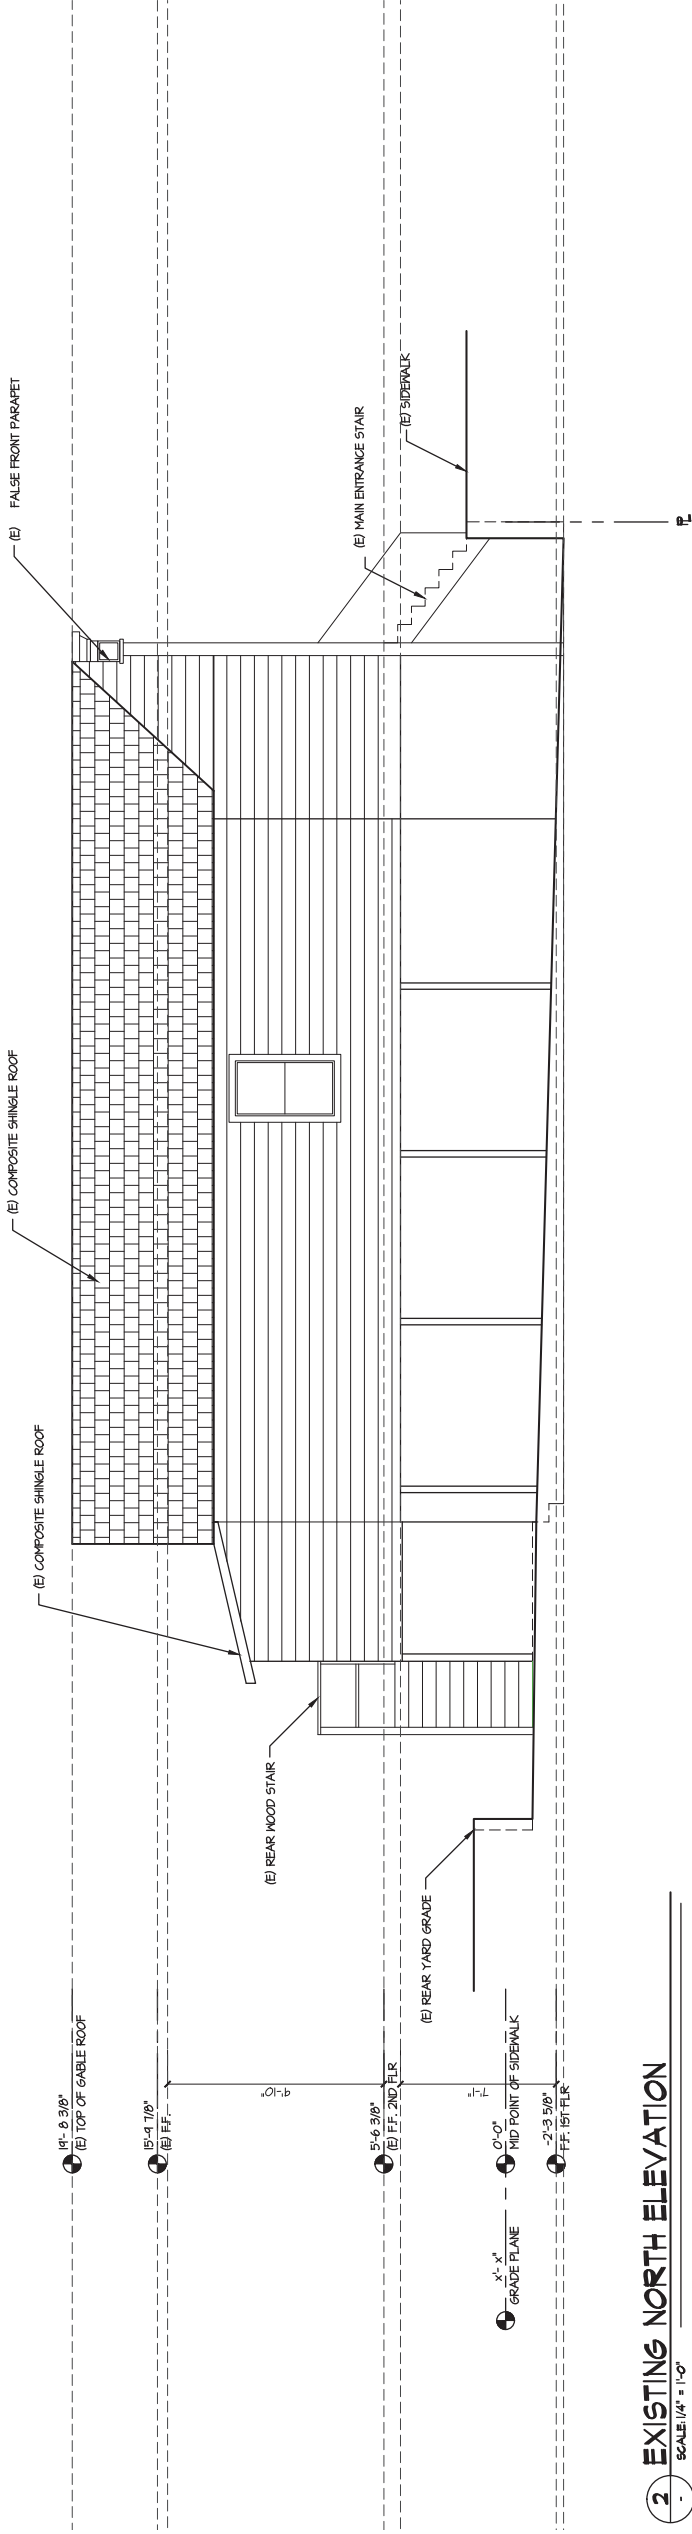 (E) FALSE FRONT PARAPET
(E) COMPOSITE SHINGLE ROOF
(E) COMPOSITE SHINGLE ROOF
(E) MAIN ENTRANCE STAIR
(E) SIDEWALK
(E) REAR WOOD STAIR
(E) REAR YARD GRADE
PL
19'- 8 3/8"
(E) TOP OF GABLE ROOF
15'-9 7/8"
(E) F.F.
9'-10"
5'-6 3/8"
(E) F.F. 2ND FLR
7'-1"
0'-0"
MID POINT OF SIDEWALK
x'- x"
GRADE PLANE
-2'-3 5/8"
F.F. 1ST FLR
2
-
EXISTING NORTH ELEVATION
SCALE: 1/4" = 1'-0"